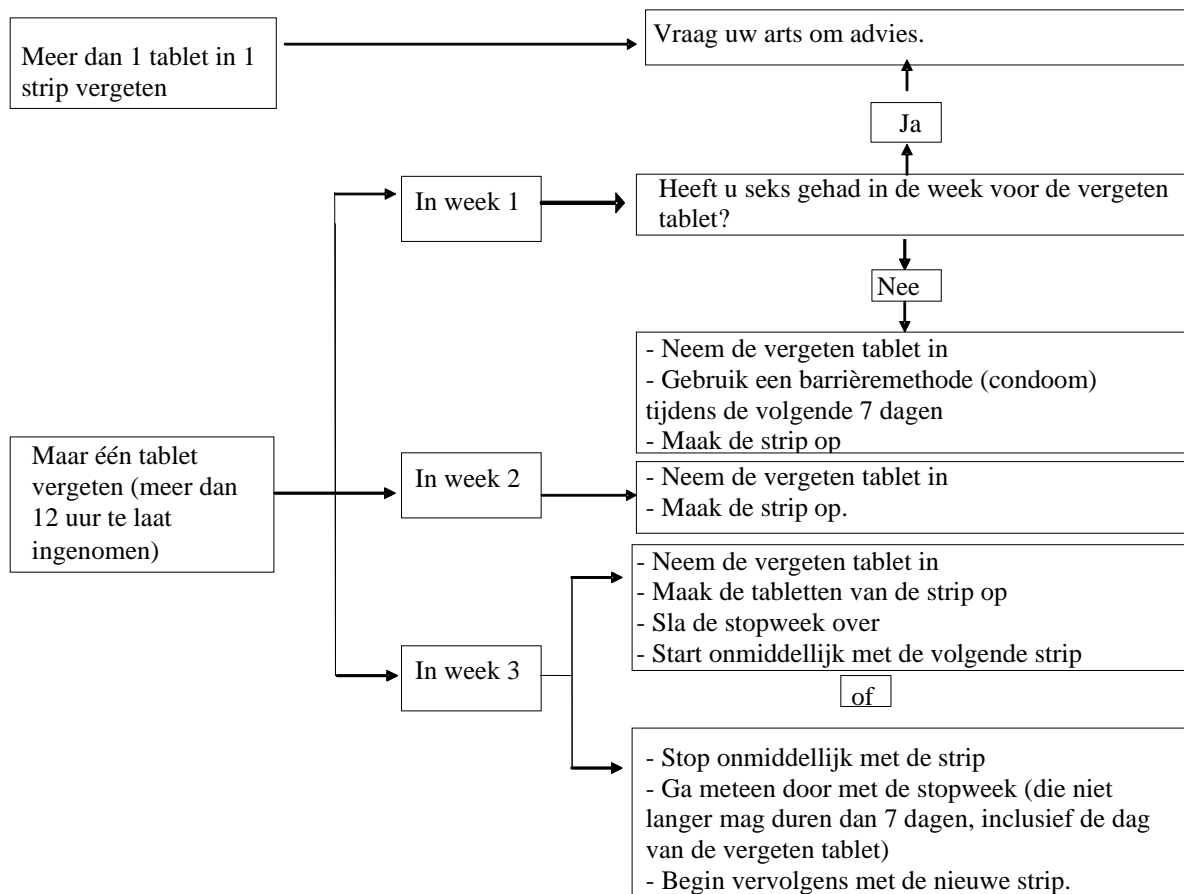 Meer dan 1 tablet in 1
strip vergeten
Vraag uw arts om advies.
Ja
In week 1
Heeft u seks gehad in de week voor de vergeten
tablet?
Nee
- Neem de vergeten tablet in
- Gebruik een barrièremethode (condoom)
tijdens de volgende 7 dagen
- Maak de strip op
Maar één tablet
vergeten (meer dan
12 uur te laat
ingenomen)
In week 2
- Neem de vergeten tablet in
- Maak de strip op.
In week 3
- Neem de vergeten tablet in
- Maak de tabletten van de strip op
- Sla de stopweek over
- Start onmiddellijk met de volgende strip
of
- Stop onmiddellijk met de strip
- Ga meteen door met de stopweek (die niet
langer mag duren dan 7 dagen, inclusief de dag
van de vergeten tablet)
- Begin vervolgens met de nieuwe strip.